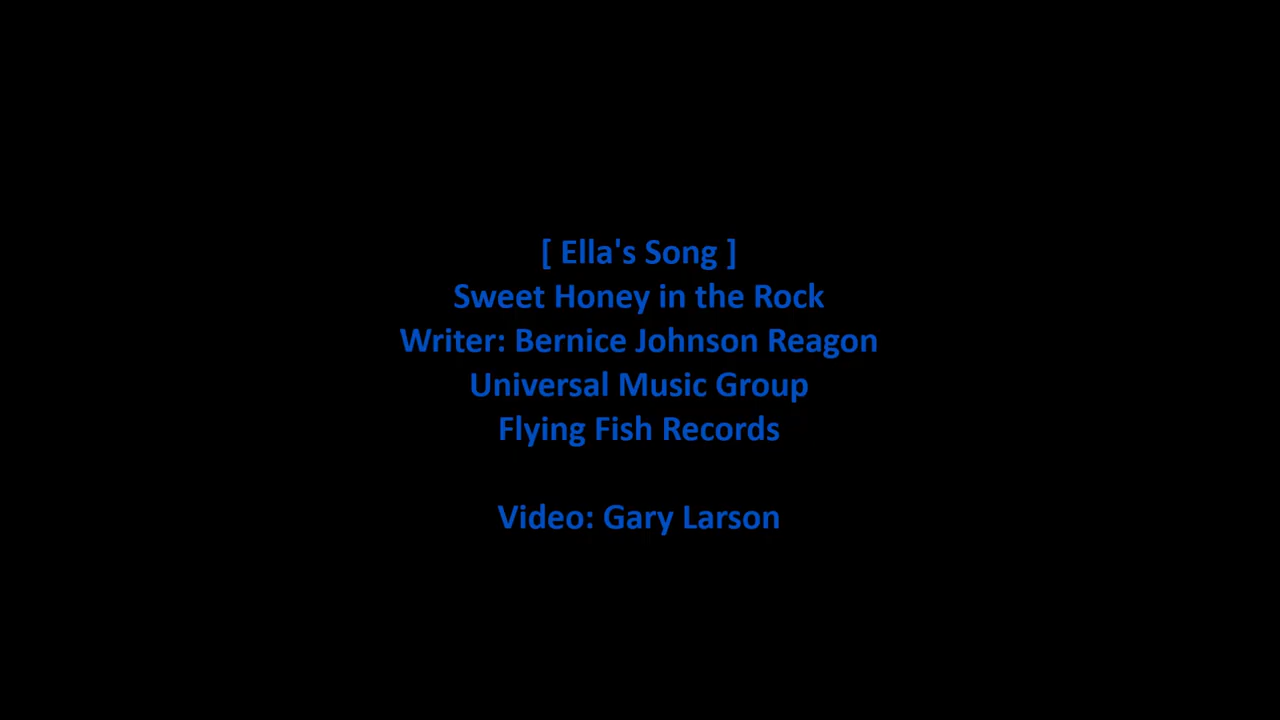 [ Ella's Song ]
Sweet Honey in the Rock
Writer: Bernice Johnson Reagon
Universal Music Group
Flying Fish Records
Video: Gary Larson